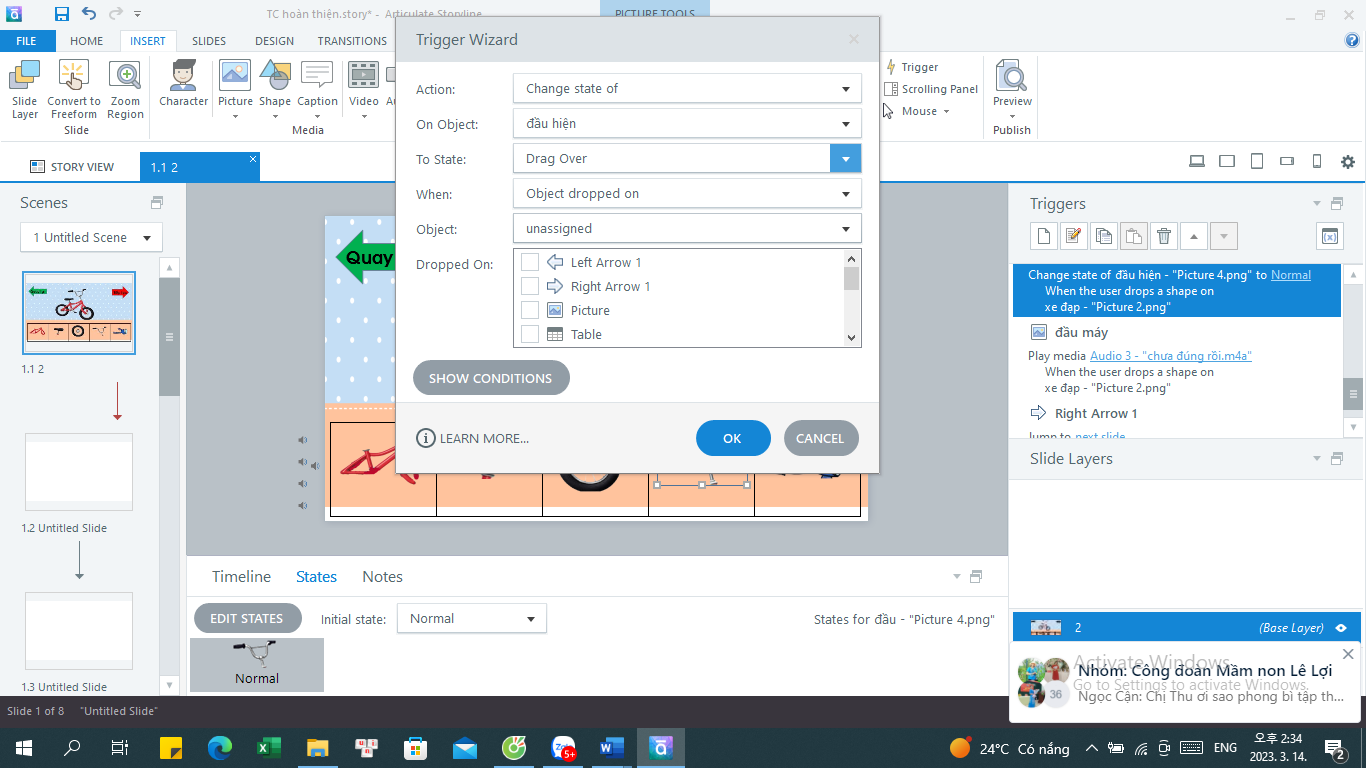 TC hoàn thiện.story* - Articulate Storyline
PICTURE TOOLS
FILE
HOME
INSERT
SLIDES
DESIGN
TRANSITIONS
Slide Layer
Convert to Freeform
Zoom Region
Slide
Character
Picture
Shape
Caption
Video
Media
Trigger
Scrolling Panel
Mouse
Preview
Publish
STORY VIEW
1.1 2
Trigger Wizard
Action:
Change state of
On Object:
đầu hiện
To State:
Drag Over
When:
Object dropped on
Object:
unassigned
Dropped On:
Left Arrow 1
Right Arrow 1
Picture
Table
SHOW CONDITIONS
LEARN MORE...
OK
CANCEL
Scenes
1 Untitled Scene
1.1 2
1.2 Untitled Slide
1.3 Untitled Slide
Quay
Triggers
Change state of đầu hiện - "Picture 4.png" to Normal
When the user drops a shape on
xe đạp - "Picture 2.png"
đầu máy
Play media Audio 3 - "chưa đúng rồi.m4a"
When the user drops a shape on
xe đạp - "Picture 2.png"
Right Arrow 1
Jump to next slide
Slide Layers
2
(Base Layer)
Timeline
States
Notes
EDIT STATES
Initial state:
Normal
States for đầu - "Picture 4.png"
Normal
Activate Windows
Go to Settings to activate Windows.
Nhóm: Công đoàn Mầm non Lê Lợi
36
Ngọc Cận: Chị Thu ơi sao phong bì tập th...
Slide 1 of 8
"Untitled Slide"
5+
24°C Có nắng
ENG
오후 2:34
2023. 3. 14.
2